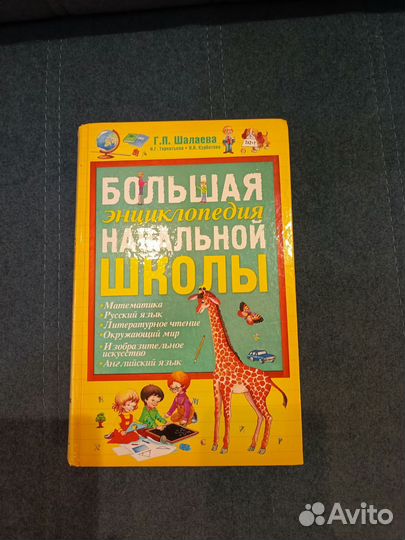 Г.П. Шалаева
БОЛЬШАЯ
энциклопедия
НАЧАЛЬНОЙ
ШКОЛЫ
• Математика
• Русский язык
• Литературное чтение
• Окружающий мир
• Изобразительное
искусство
• Английский язык
Avito